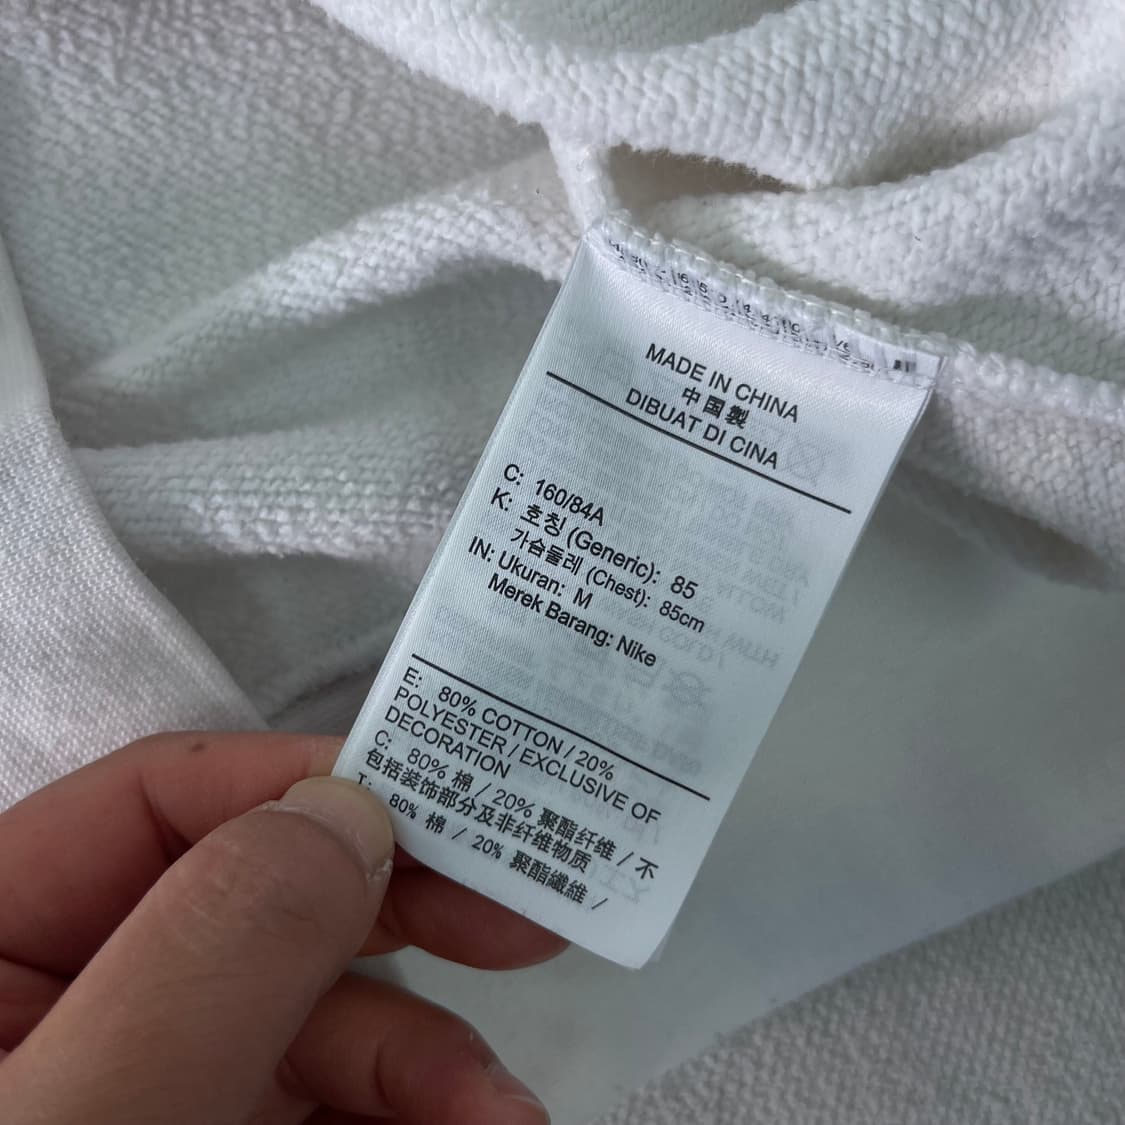 MADE IN CHINA
中国製
DIBUAT DI CINA
C: 160/84A
K: 호칭 (Generic): 85
가슴둘레 (Chest): 85cm
IN: Ukuran: M
Merek Barang: Nike
E: 80% COTTON / 20%
POLYESTER / EXCLUSIVE OF
DECORATION
C: 80% 棉 / 20% 聚酯纤维 / 不
包括装饰部分及非纤维物质
T: 80% 棉 / 20% 聚酯纖維 /